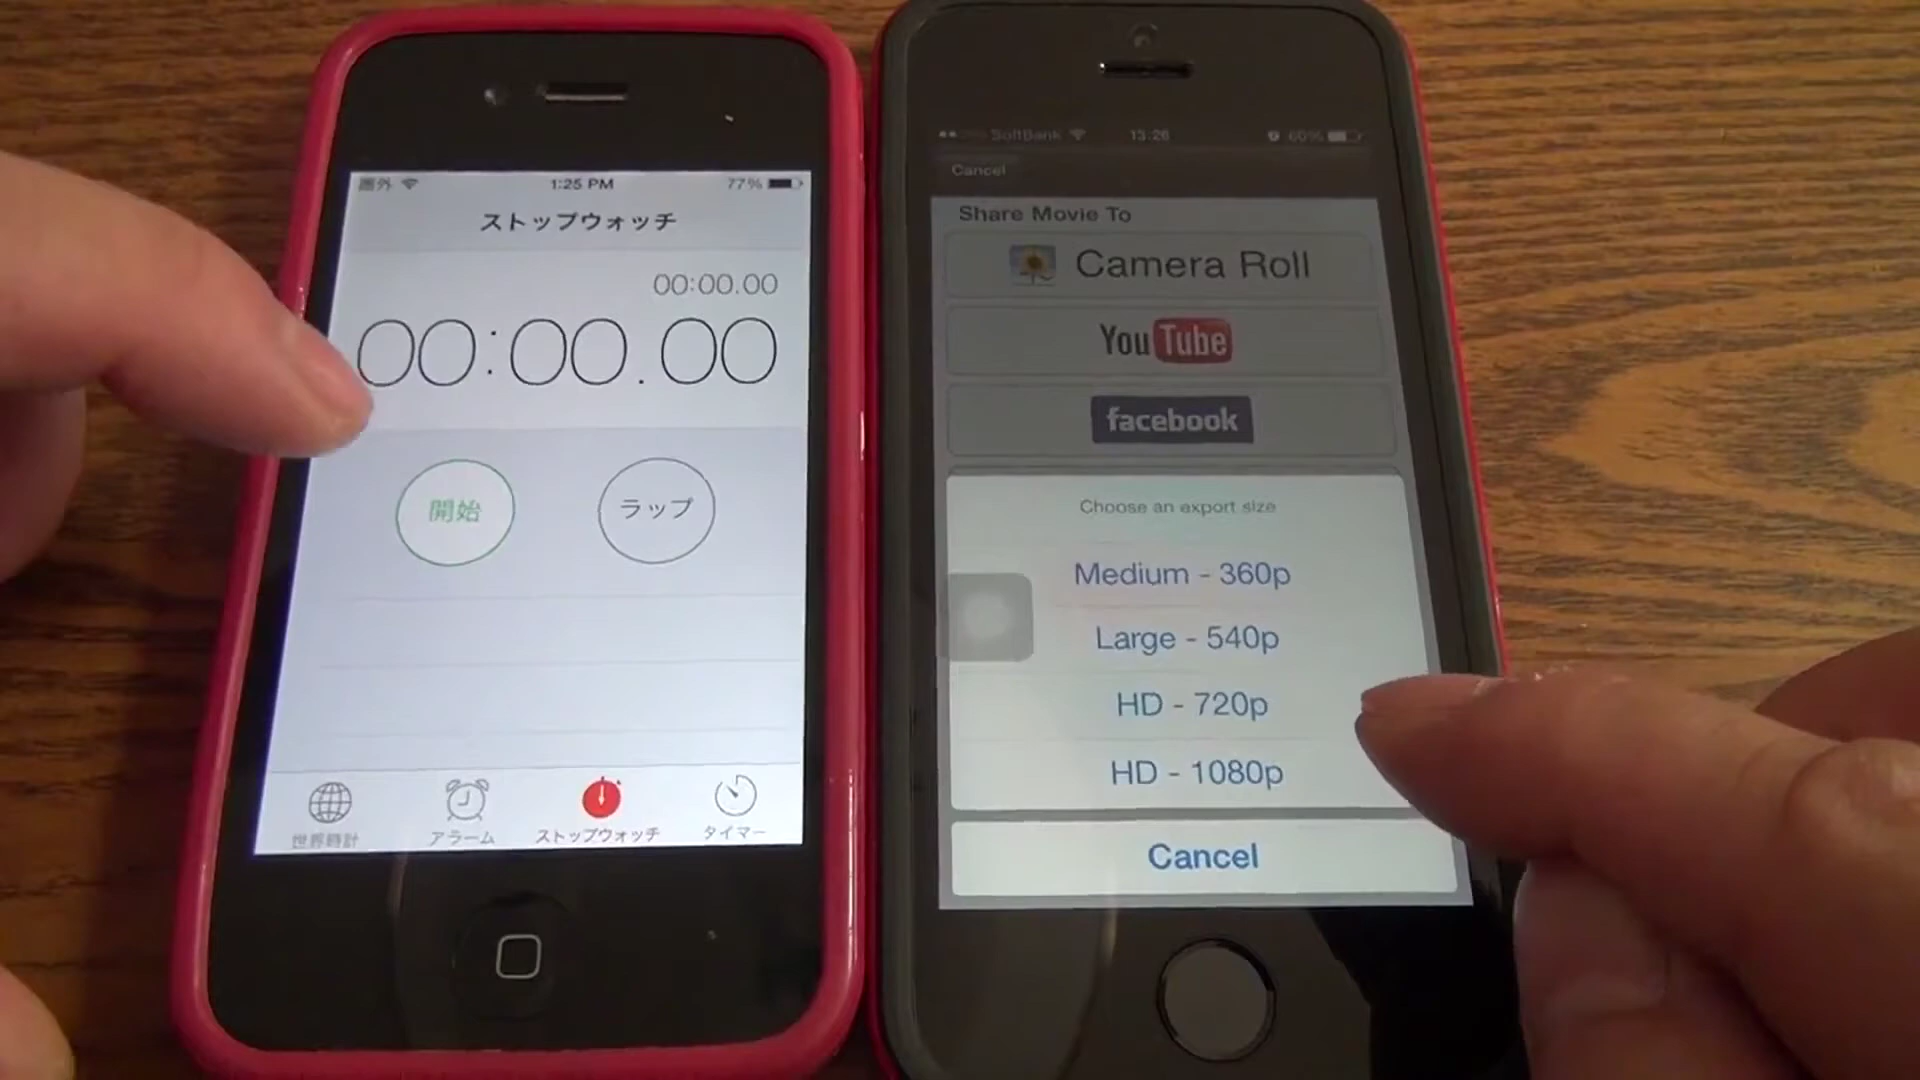 圏外 1:25 PM 77%
ストップウォッチ
00:00.00
00:00.00
開始 ラップ
世界時計 アラーム ストップウォッチ タイマー
SoftBank 13:26 60%
Cancel
Share Movie To
Camera Roll
YouTube
facebook
Choose an export size
Medium - 360p
Large - 540p
HD - 720p
HD - 1080p
Cancel